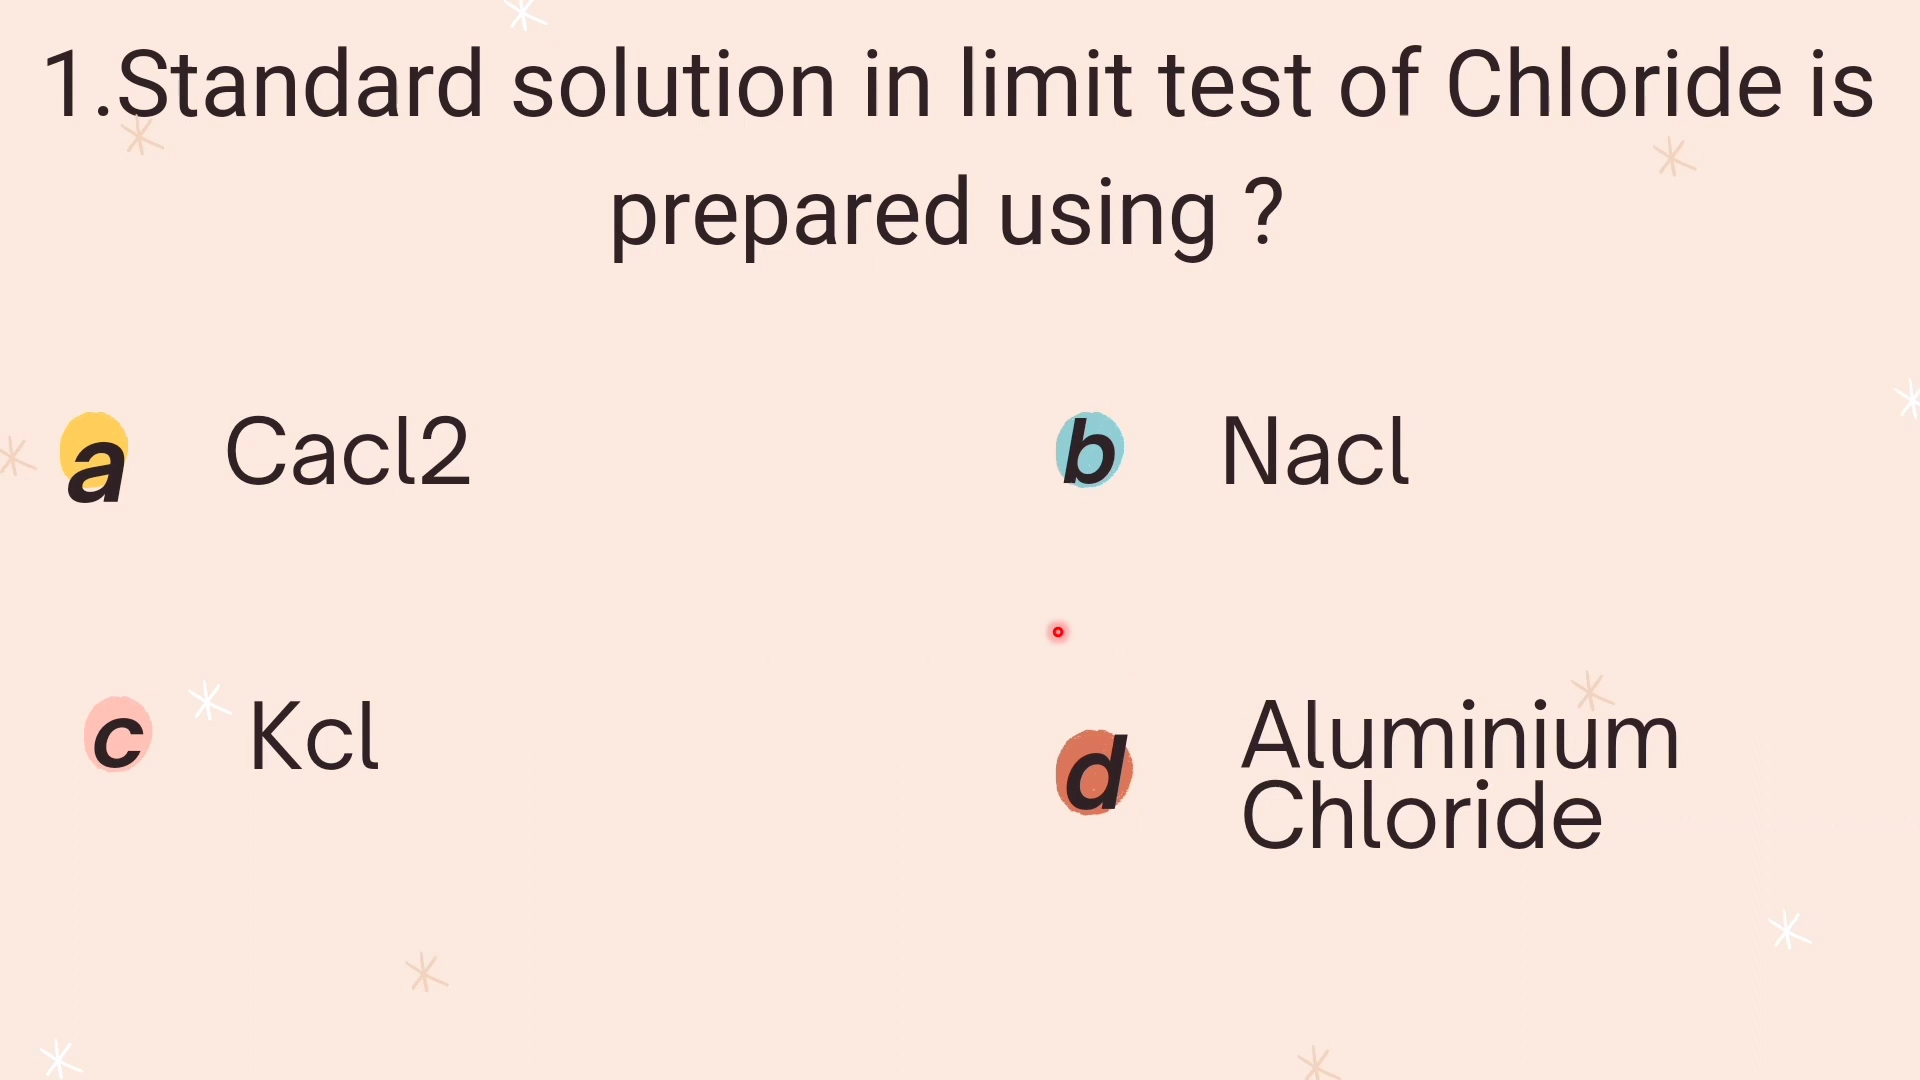 1.Standard solution in limit test of Chloride is
prepared using ?
a Cacl2
b Nacl
c Kcl
d Aluminium
Chloride